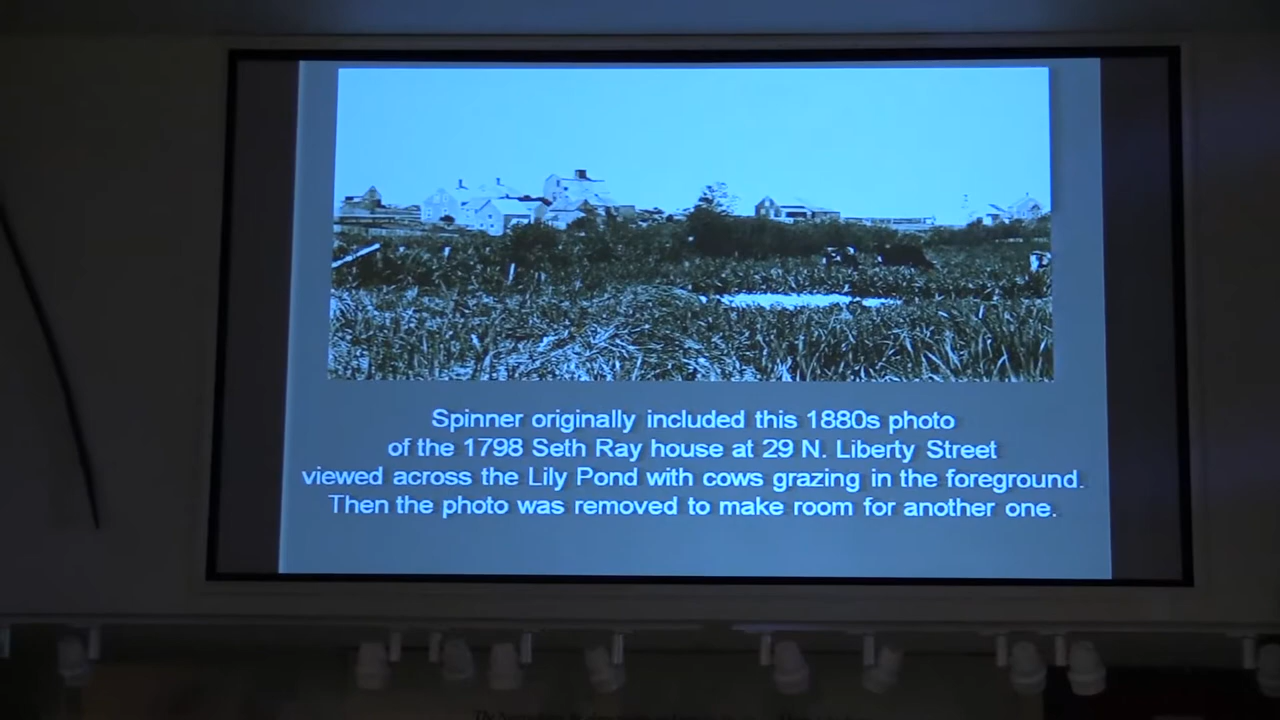 Spinner originally included this 1880s photo
of the 1798 Seth Ray house at 29 N. Liberty Street
viewed across the Lily Pond with cows grazing in the foreground.
Then the photo was removed to make room for another one.